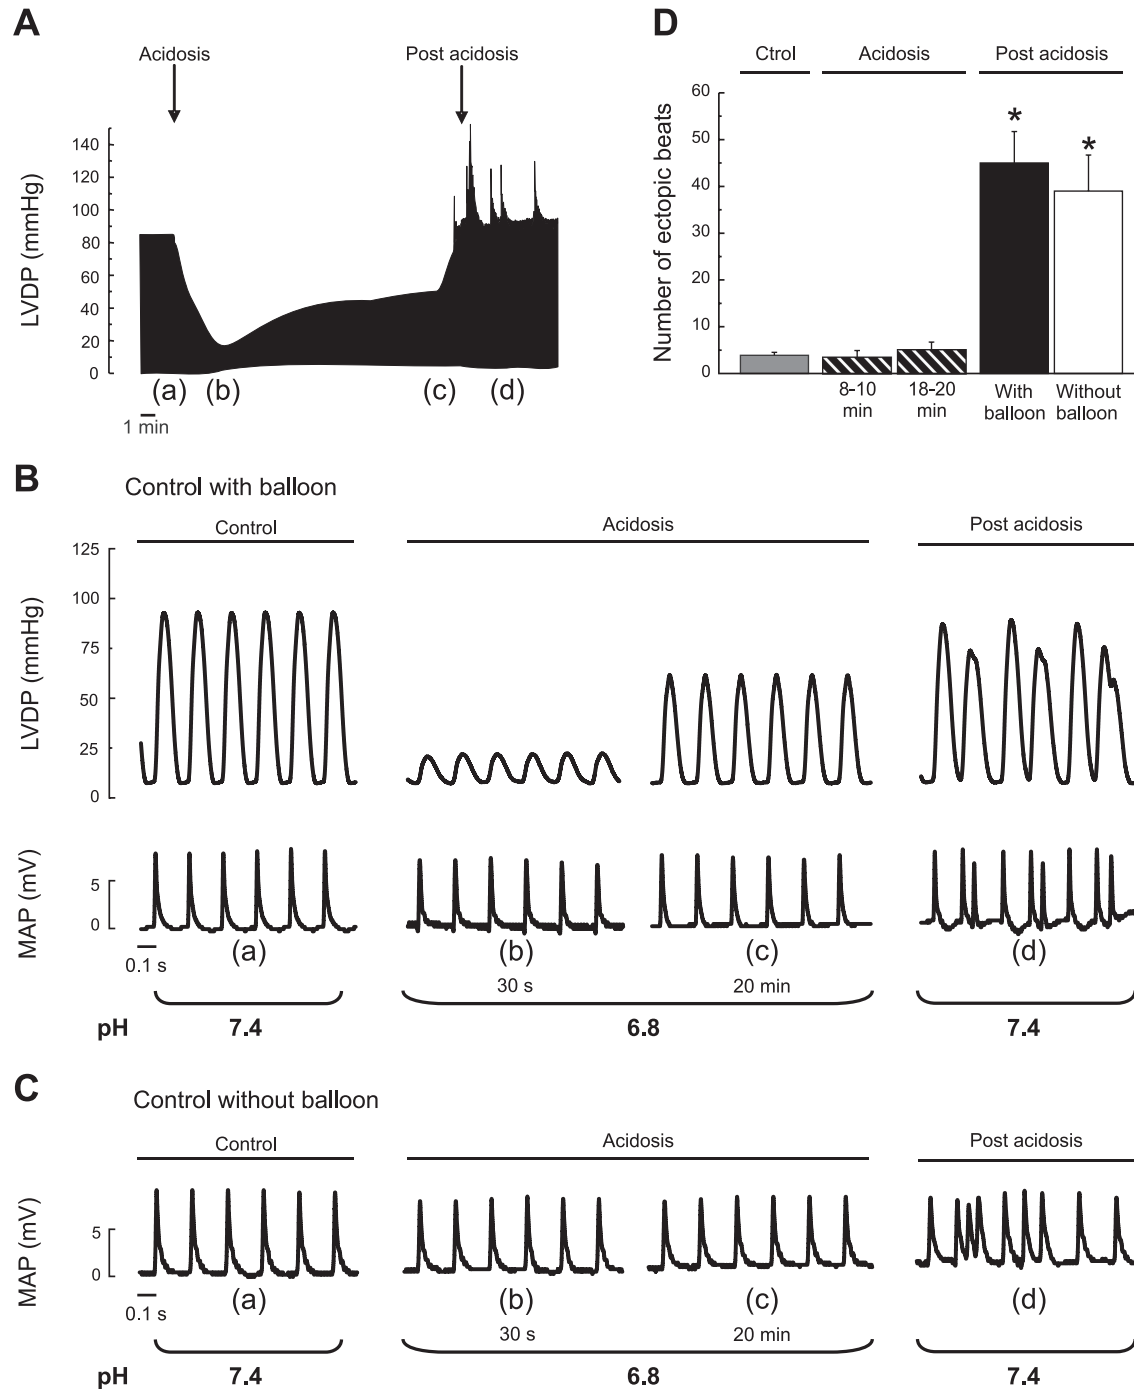 A
Acidosis
Post acidosis
LVDP (mmHg)
140
120
100
80
60
40
20
0
(a)
(b)
(c)
(d)
1 min
D
Ctrol
Acidosis
Post acidosis
Number of ectopic beats
60
50
40
30
20
10
0
*
*
8-10
min
18-20
min
With
balloon
Without
balloon
B
Control with balloon
Control
Acidosis
Post acidosis
LVDP (mmHg)
125
100
75
50
25
0
MAP (mV)
5
0
0.1 s
(a)
(b)
(c)
(d)
30 s
20 min
pH
7.4
6.8
7.4
C
Control without balloon
Control
Acidosis
Post acidosis
MAP (mV)
5
0
0.1 s
(a)
(b)
(c)
(d)
30 s
20 min
pH
7.4
6.8
7.4